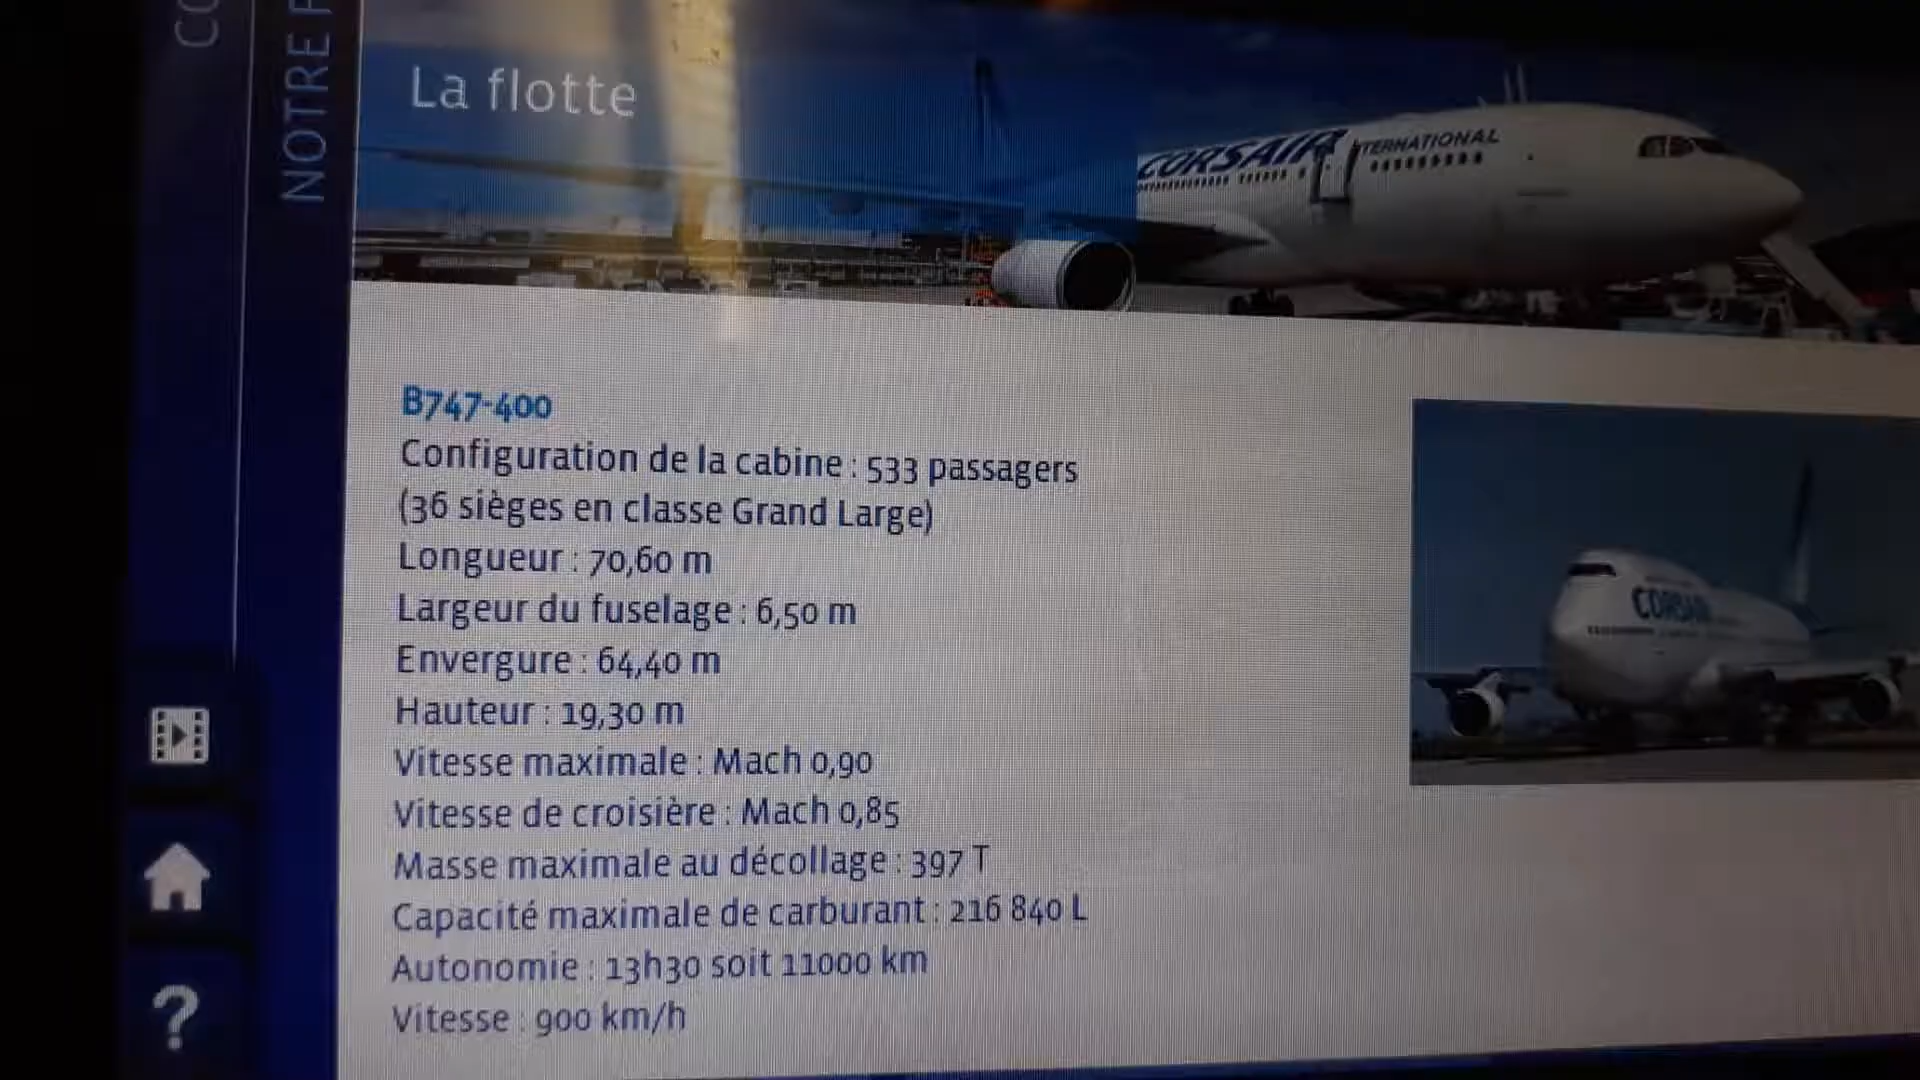 NOTRE
La flotte
CORSAIR
B747-400
Configuration de la cabine : 533 passagers
(36 sièges en classe Grand Large)
Longueur : 70,60 m
Largeur du fuselage : 6,50 m
Envergure : 64,40 m
Hauteur : 19,30 m
Vitesse maximale : Mach 0,90
Vitesse de croisière : Mach 0,85
Masse maximale au décollage : 397 T
Capacité maximale de carburant : 216 840 L
Autonomie : 13h30 soit 11000 km
Vitesse : 900 km/h
CORSAIR
?